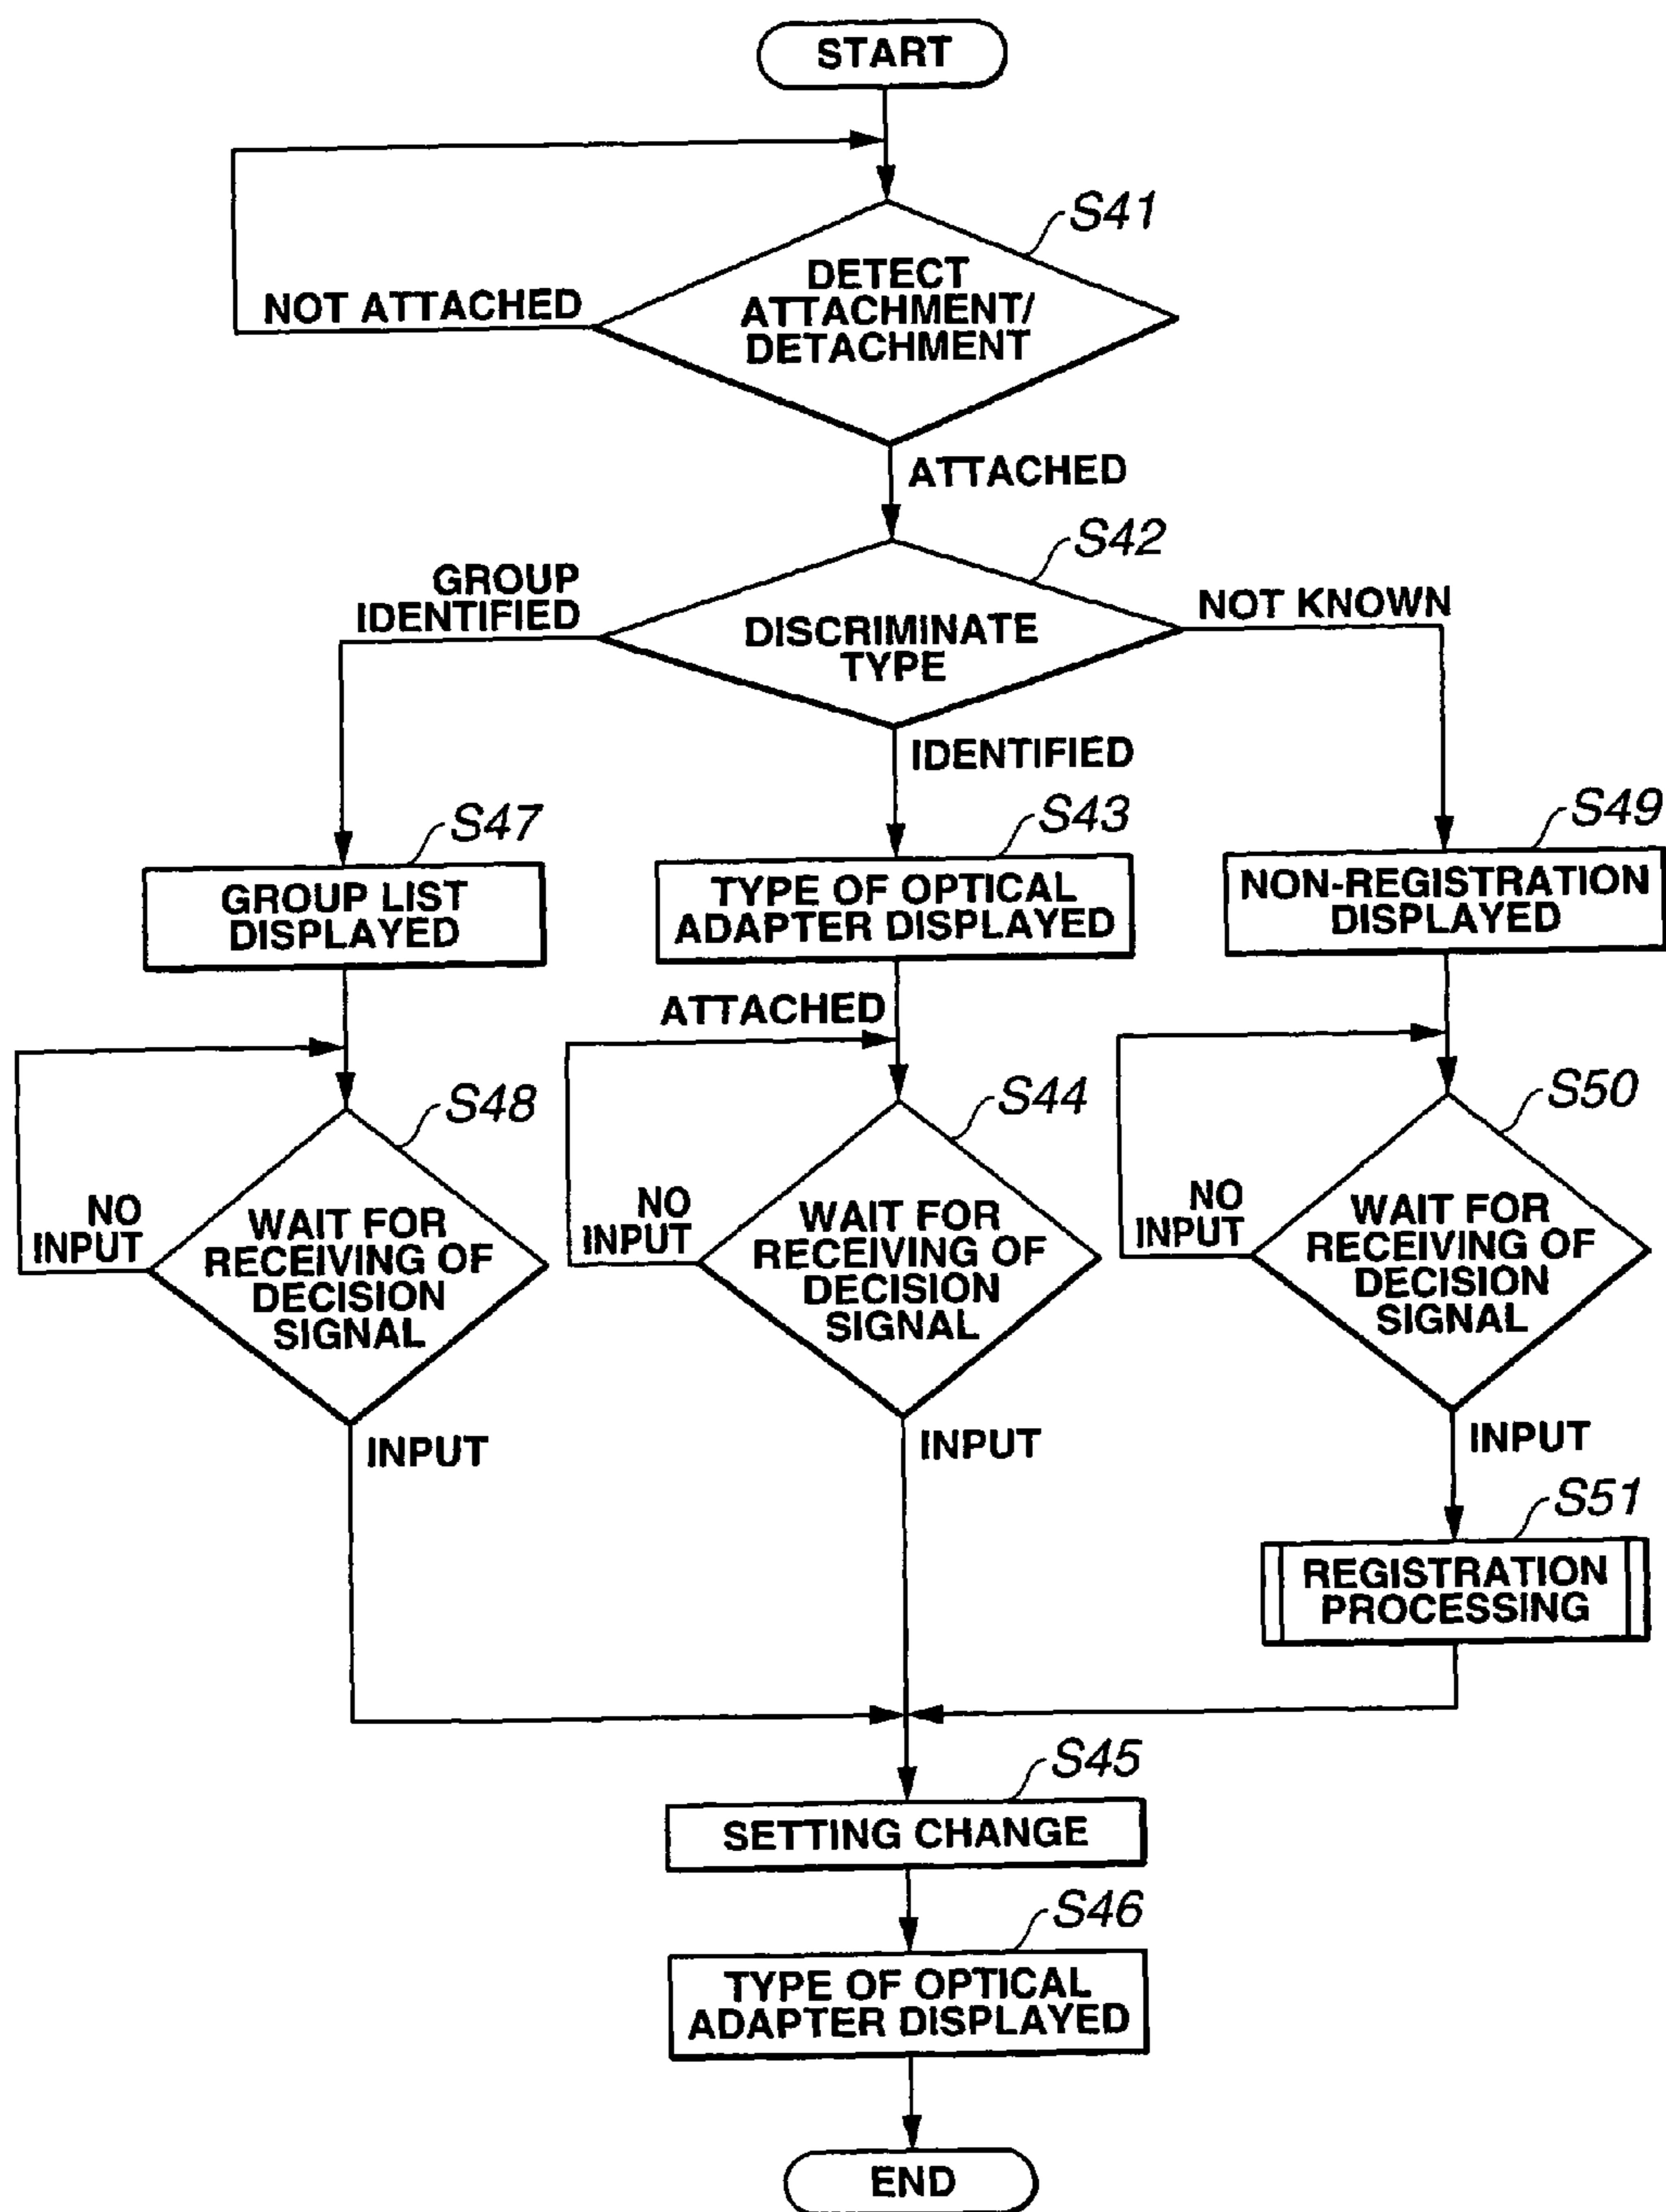 START
S41
DETECT
ATTACHMENT/
DETACHMENT
NOT ATTACHED
ATTACHED
S42
GROUP
IDENTIFIED
DISCRIMINATE
TYPE
NOT KNOWN
IDENTIFIED
S47
GROUP LIST
DISPLAYED
S43
TYPE OF OPTICAL
ADAPTER DISPLAYED
S49
NON-REGISTRATION
DISPLAYED
ATTACHED
S48
NO
INPUT
WAIT FOR
RECEIVING OF
DECISION
SIGNAL
INPUT
S44
NO
INPUT
WAIT FOR
RECEIVING OF
DECISION
SIGNAL
INPUT
S50
NO
INPUT
WAIT FOR
RECEIVING OF
DECISION
SIGNAL
INPUT
S51
REGISTRATION
PROCESSING
S45
SETTING CHANGE
S46
TYPE OF OPTICAL
ADAPTER DISPLAYED
END